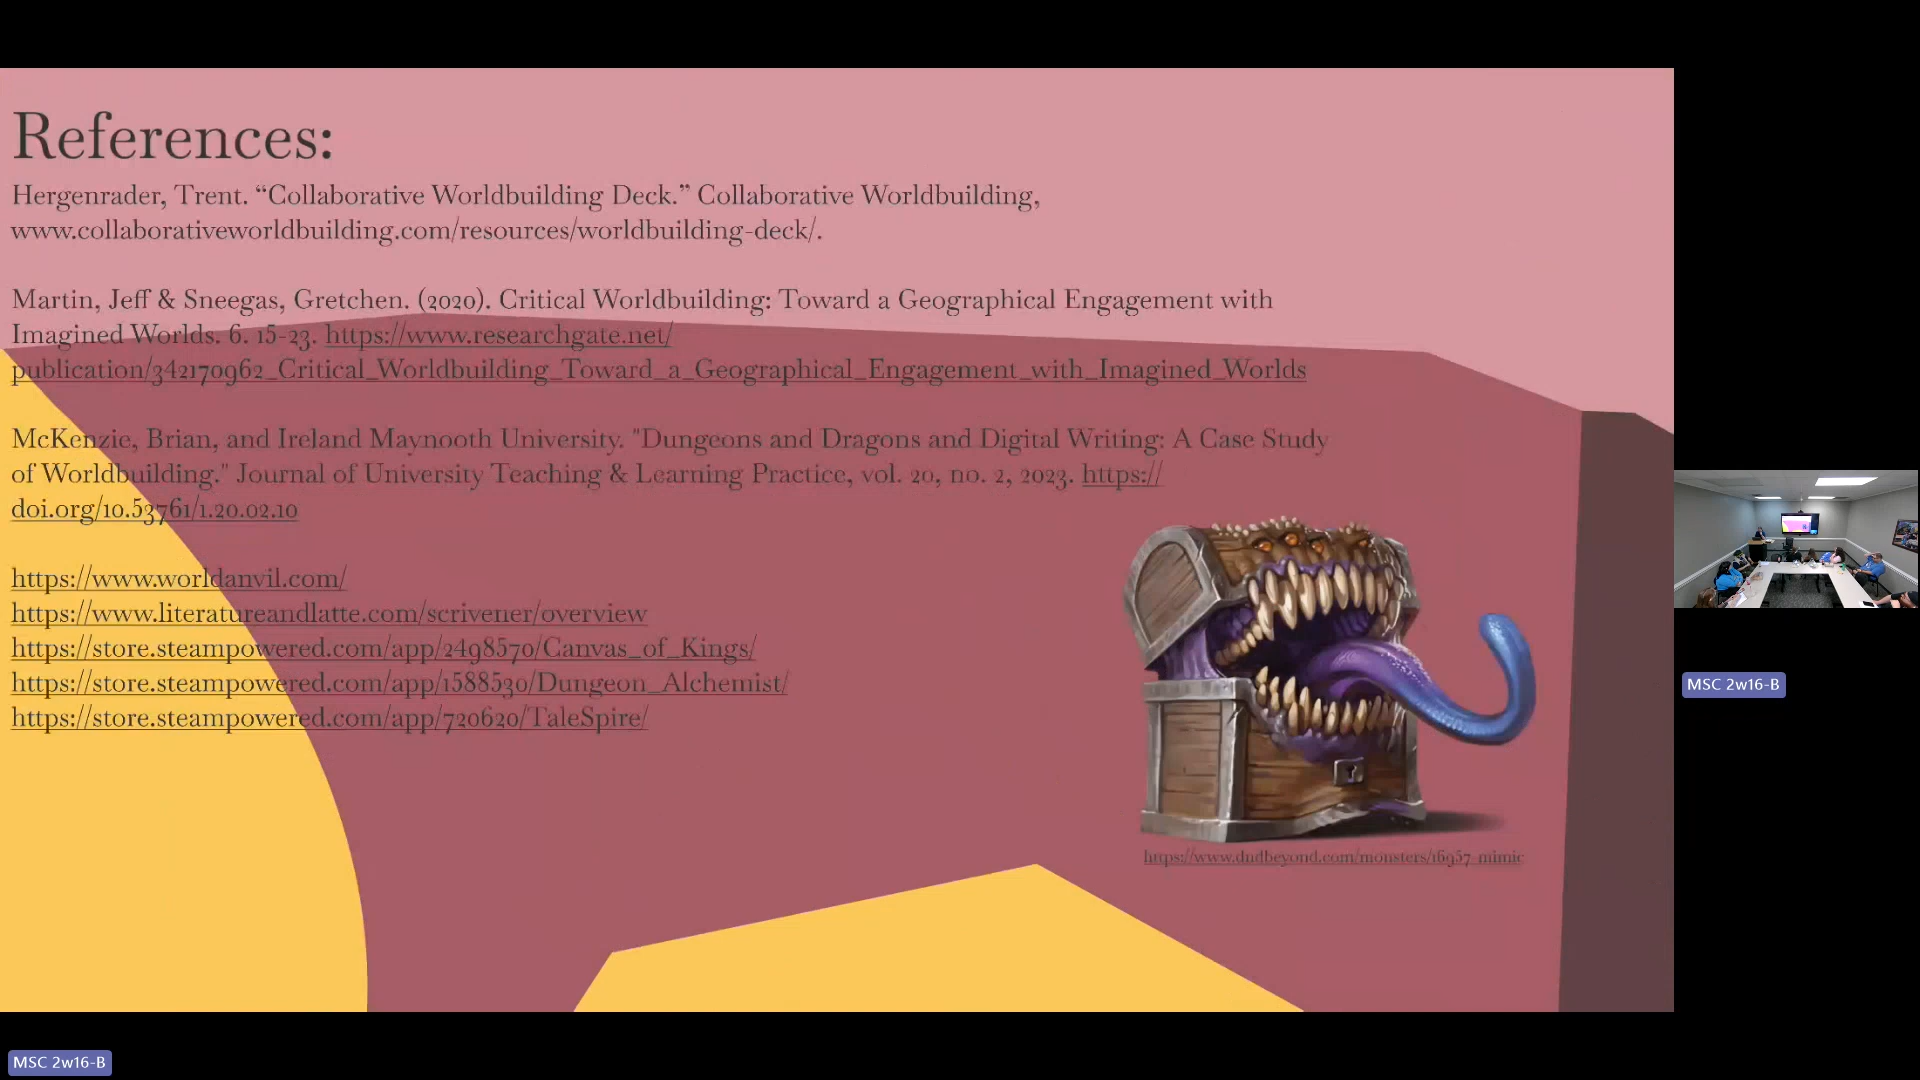 References:
Hergenrader, Trent. “Collaborative Worldbuilding Deck.” Collaborative Worldbuilding,
www.collaborativeworldbuilding.com/resources/worldbuilding-deck/.
Martin, Jeff & Sneegas, Gretchen. (2020). Critical Worldbuilding: Toward a Geographical Engagement with
Imagined Worlds. 6. 15-23. https://www.researchgate.net/
publication/342170962_Critical_Worldbuilding_Toward_a_Geographical_Engagement_with_Imagined_Worlds
McKenzie, Brian, and Ireland Maynooth University. "Dungeons and Dragons and Digital Writing: A Case Study
of Worldbuilding." Journal of University Teaching & Learning Practice, vol. 20, no. 2, 2023. https://
doi.org/10.53761/1.20.02.10
https://www.worldanvil.com/
https://www.literatureandlatte.com/scrivener/overview
https://store.steampowered.com/app/2498570/Canvas_of_Kings/
https://store.steampowered.com/app/1588530/Dungeon_Alchemist/
https://store.steampowered.com/app/720620/TaleSpire/
https://www.dndbeyond.com/monsters/16957-mimic
MSC 2w16-B
MSC 2w16-B